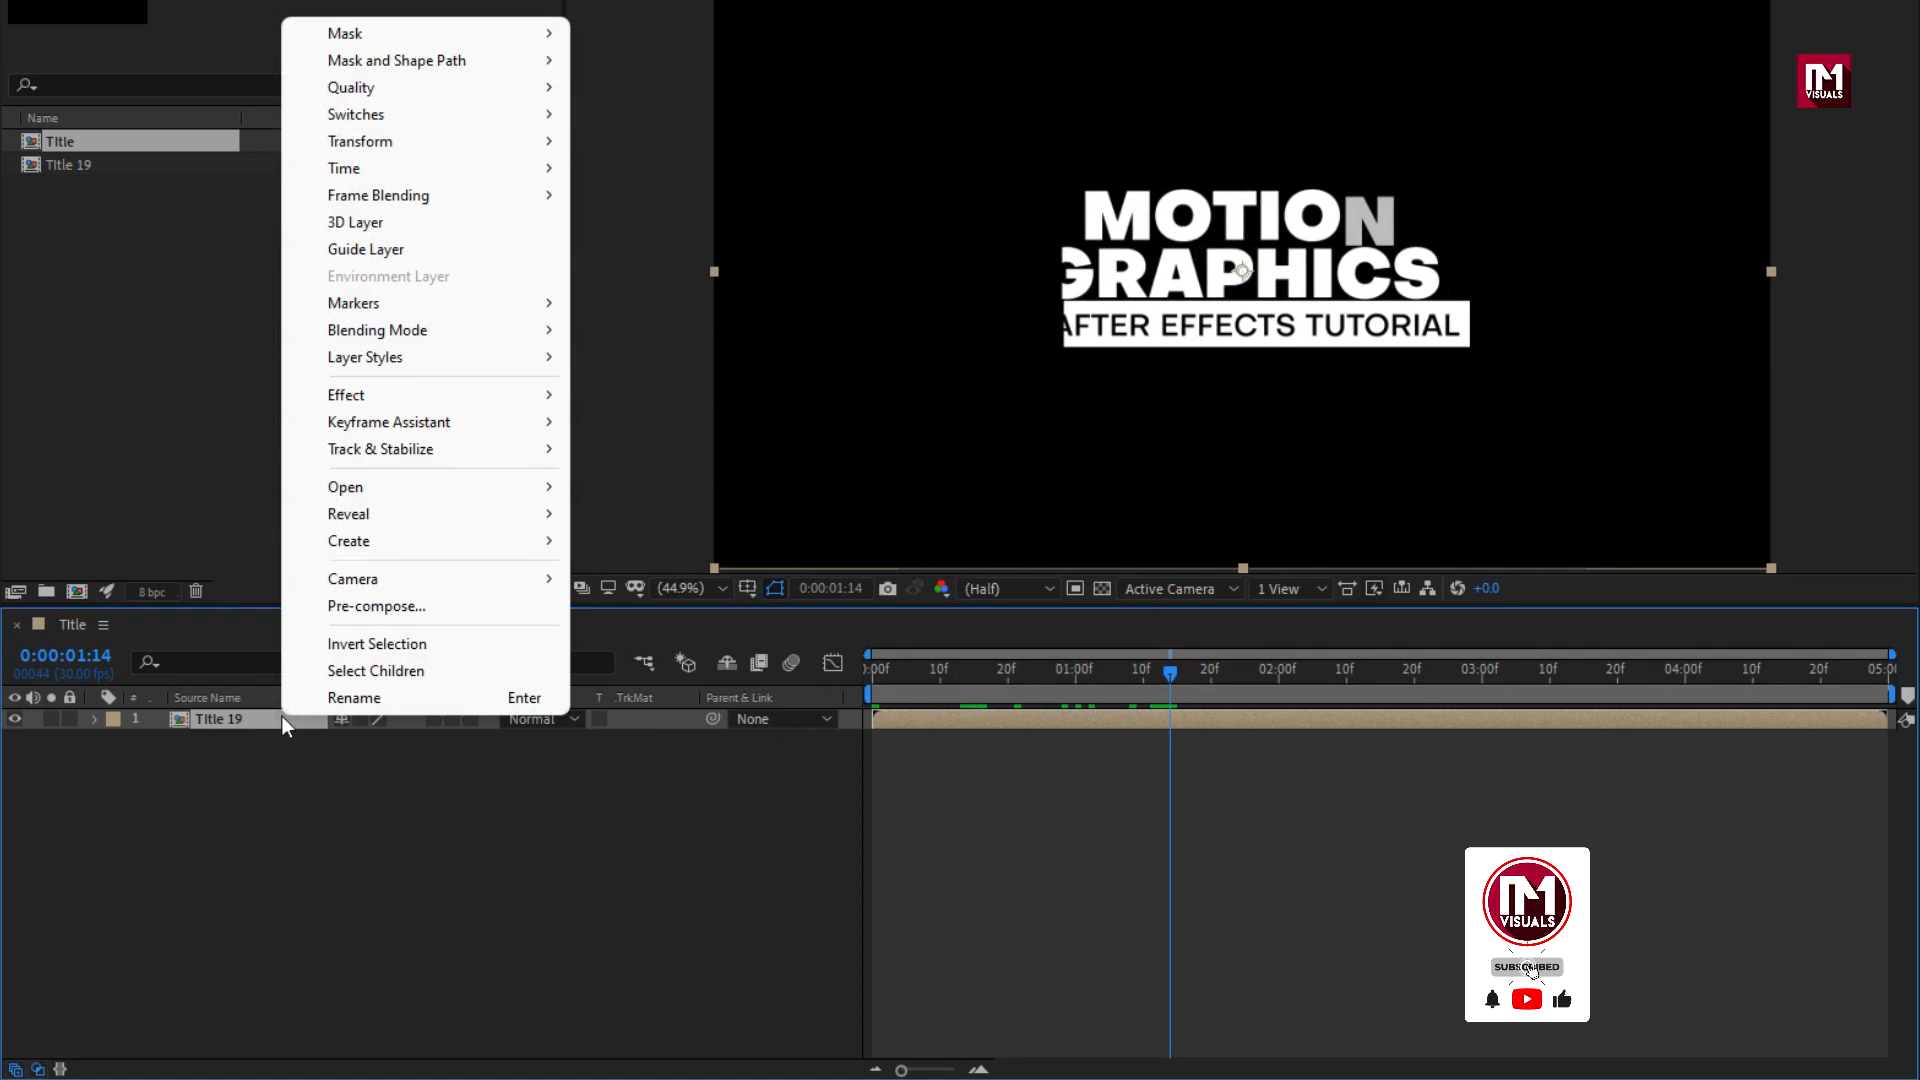 Name
TItle
TItle 19
8 bpc
Mask
Mask and Shape Path
Quality
Switches
Transform
Time
Frame Blending
3D Layer
Guide Layer
Environment Layer
Markers
Blending Mode
Layer Styles
Effect
Keyframe Assistant
Track & Stabilize
Open
Reveal
Create
Camera
Pre-compose...
Invert Selection
Select Children
Rename Enter
M VISUALS
MOTION
GRAPHICS
AFTER EFFECTS TUTORIAL
(44.9%) 0:00:01:14 (Half) Active Camera 1 View +0.0
TItle
0:00:01:14
00044 (30.00 fps)
):00f 10f 20f 01:00f 10f 20f 02:00f 10f 20f 03:00f 10f 20f 04:00f 10f 20f 05:00
# . Source Name T .TrkMat Parent & Link
1 TItle 19 Normal None
M
VISUALS
SUBSCRIBED